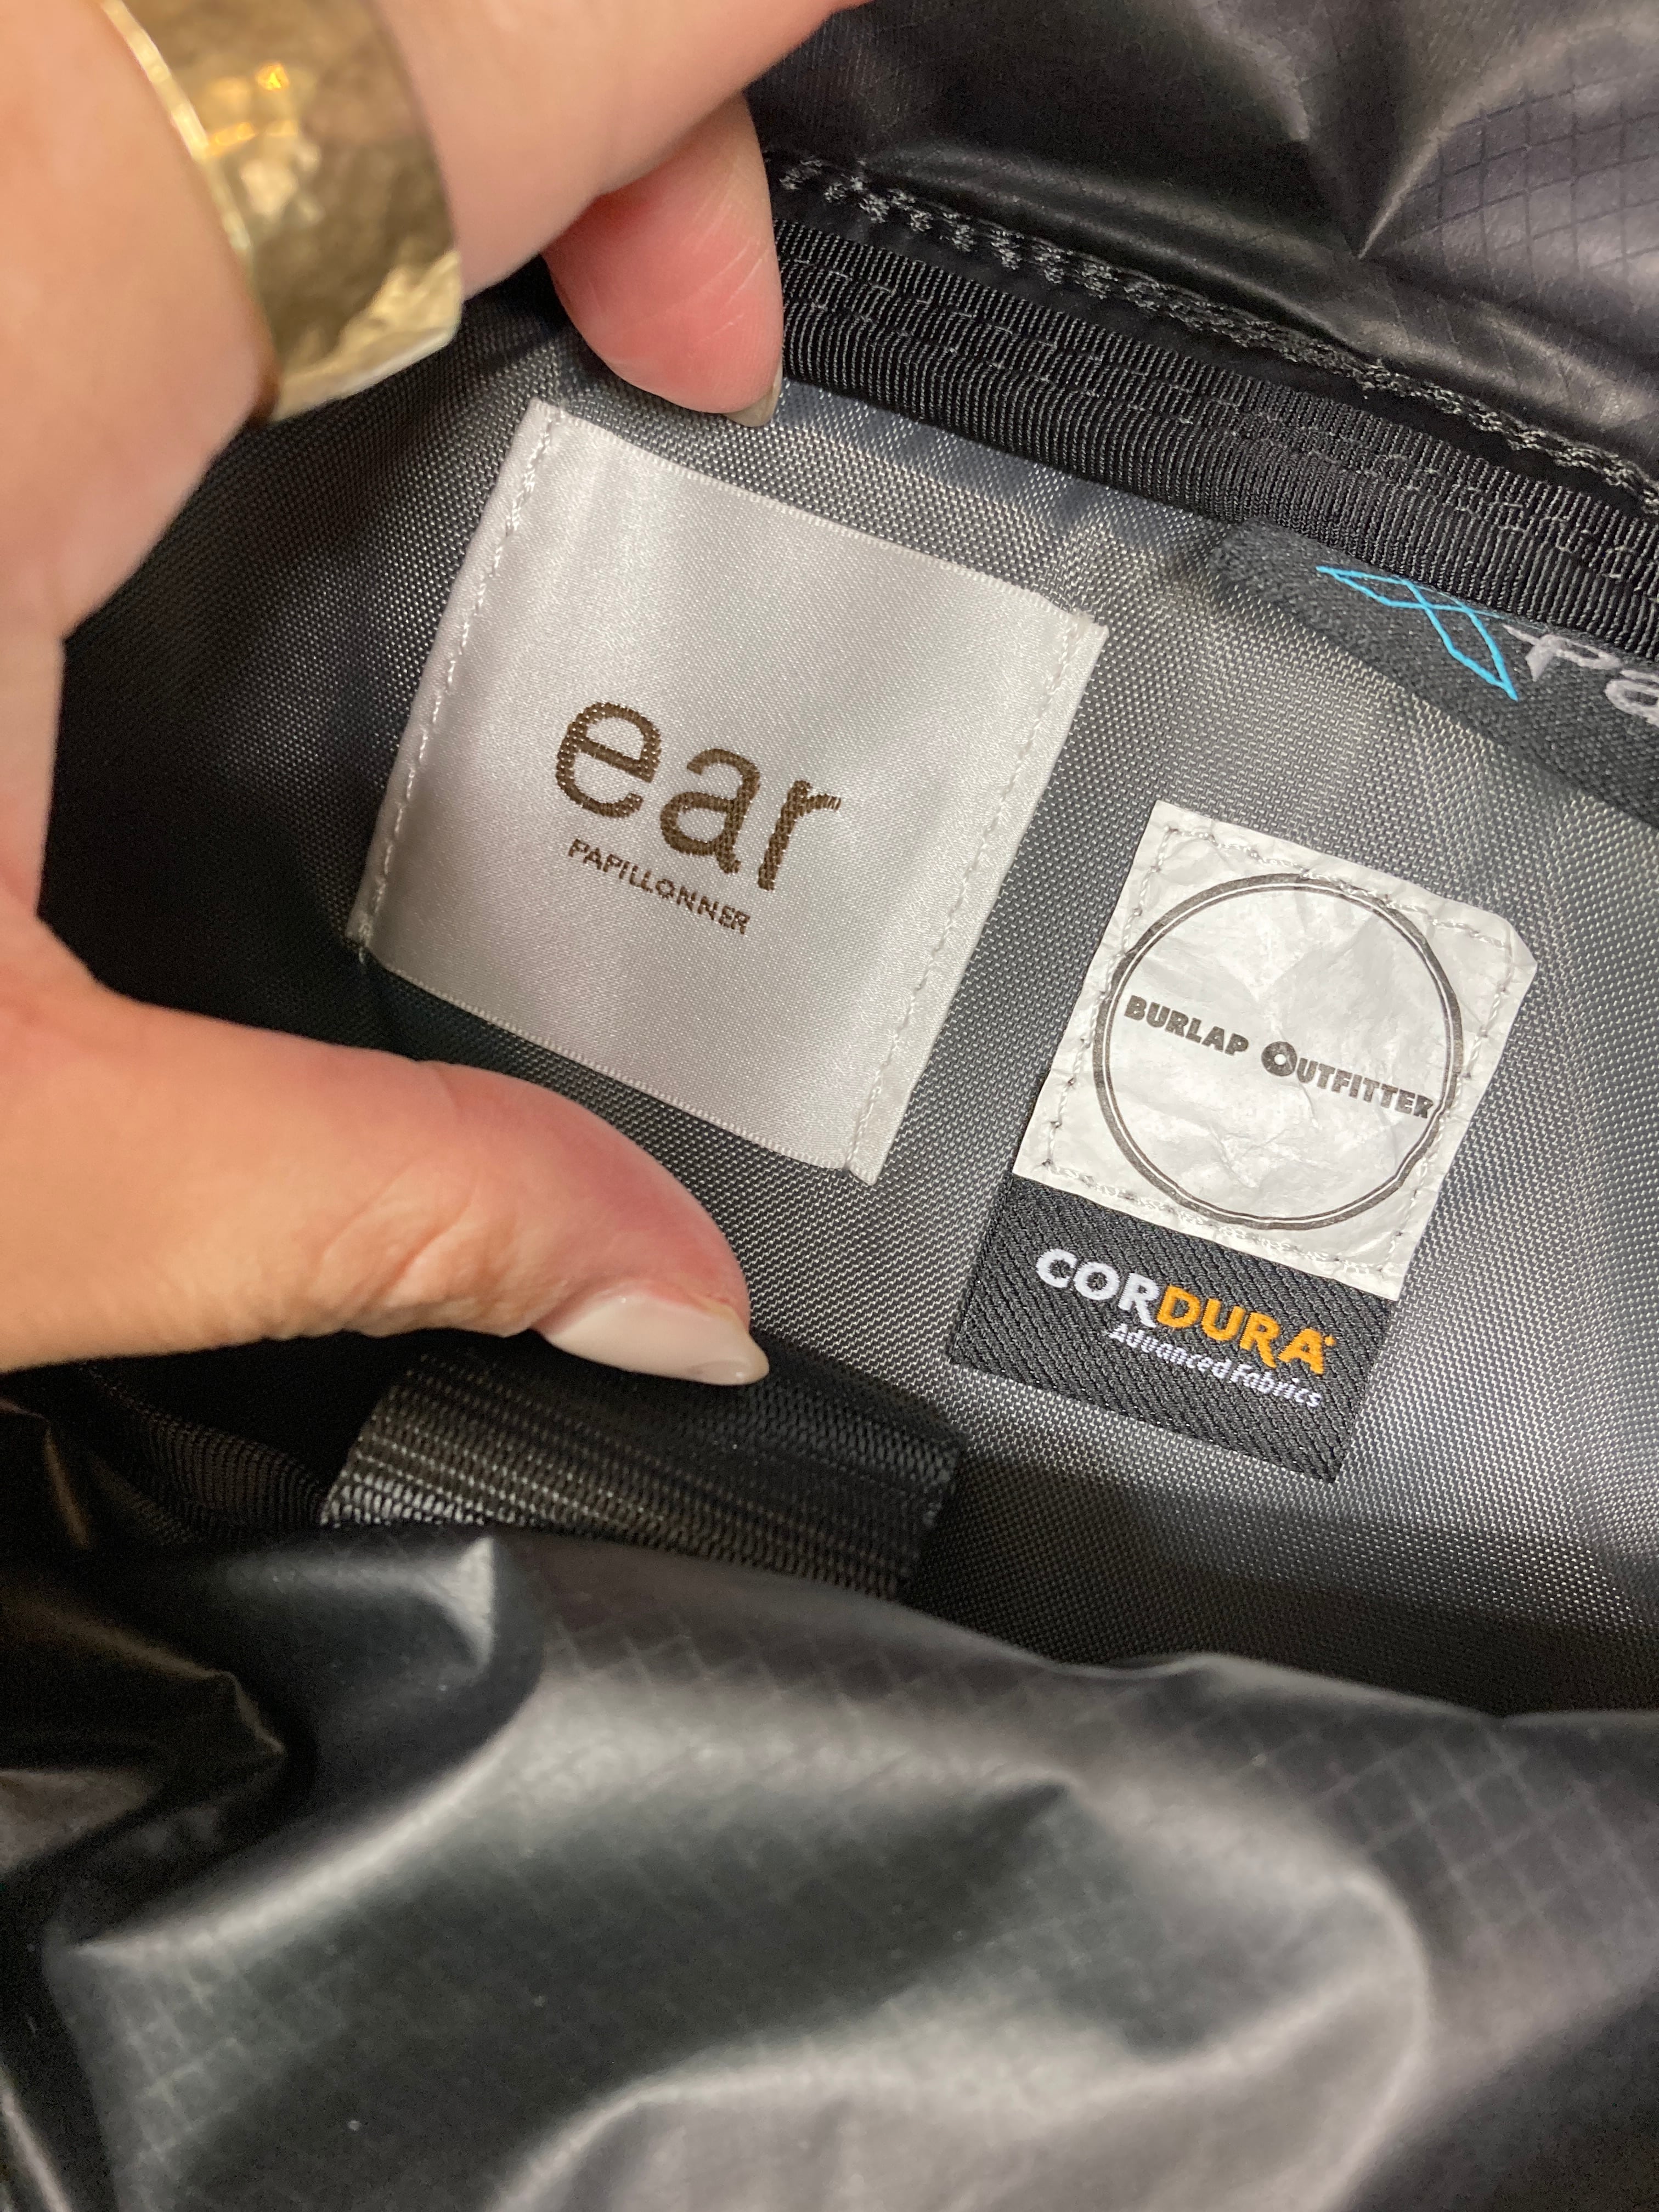 ear
PAPILLONNER
BURLAP OUTFITTER
CORDURA
Advanced Fabrics